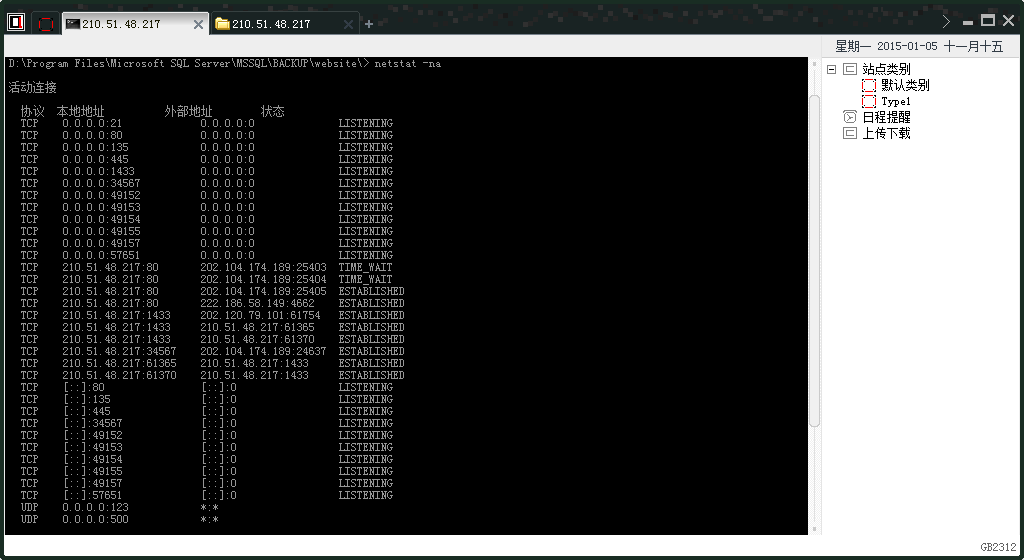 210.51.48.217
210.51.48.217
星期一 2015-01-05 十一月十五
D:\Program Files\Microsoft SQL Server\MSSQL\BACKUP\website\> netstat -na
活动连接
协议 本地地址 外部地址 状态
TCP 0.0.0.0:21 0.0.0.0:0 LISTENING
TCP 0.0.0.0:80 0.0.0.0:0 LISTENING
TCP 0.0.0.0:135 0.0.0.0:0 LISTENING
TCP 0.0.0.0:445 0.0.0.0:0 LISTENING
TCP 0.0.0.0:1433 0.0.0.0:0 LISTENING
TCP 0.0.0.0:34567 0.0.0.0:0 LISTENING
TCP 0.0.0.0:49152 0.0.0.0:0 LISTENING
TCP 0.0.0.0:49153 0.0.0.0:0 LISTENING
TCP 0.0.0.0:49154 0.0.0.0:0 LISTENING
TCP 0.0.0.0:49155 0.0.0.0:0 LISTENING
TCP 0.0.0.0:49157 0.0.0.0:0 LISTENING
TCP 0.0.0.0:57651 0.0.0.0:0 LISTENING
TCP 210.51.48.217:80 202.104.174.189:25403 TIME_WAIT
TCP 210.51.48.217:80 202.104.174.189:25404 TIME_WAIT
TCP 210.51.48.217:80 202.104.174.189:25405 ESTABLISHED
TCP 210.51.48.217:80 222.186.58.149:4662 ESTABLISHED
TCP 210.51.48.217:1433 202.120.79.101:61754 ESTABLISHED
TCP 210.51.48.217:1433 210.51.48.217:61365 ESTABLISHED
TCP 210.51.48.217:1433 210.51.48.217:61370 ESTABLISHED
TCP 210.51.48.217:34567 202.104.174.189:24637 ESTABLISHED
TCP 210.51.48.217:61365 210.51.48.217:1433 ESTABLISHED
TCP 210.51.48.217:61370 210.51.48.217:1433 ESTABLISHED
TCP [::]:80 [::]:0 LISTENING
TCP [::]:135 [::]:0 LISTENING
TCP [::]:445 [::]:0 LISTENING
TCP [::]:34567 [::]:0 LISTENING
TCP [::]:49152 [::]:0 LISTENING
TCP [::]:49153 [::]:0 LISTENING
TCP [::]:49154 [::]:0 LISTENING
TCP [::]:49155 [::]:0 LISTENING
TCP [::]:49157 [::]:0 LISTENING
TCP [::]:57651 [::]:0 LISTENING
UDP 0.0.0.0:123 *:*
UDP 0.0.0.0:500 *:*
站点类别
默认类别
Type1
日程提醒
上传下载
GB2312